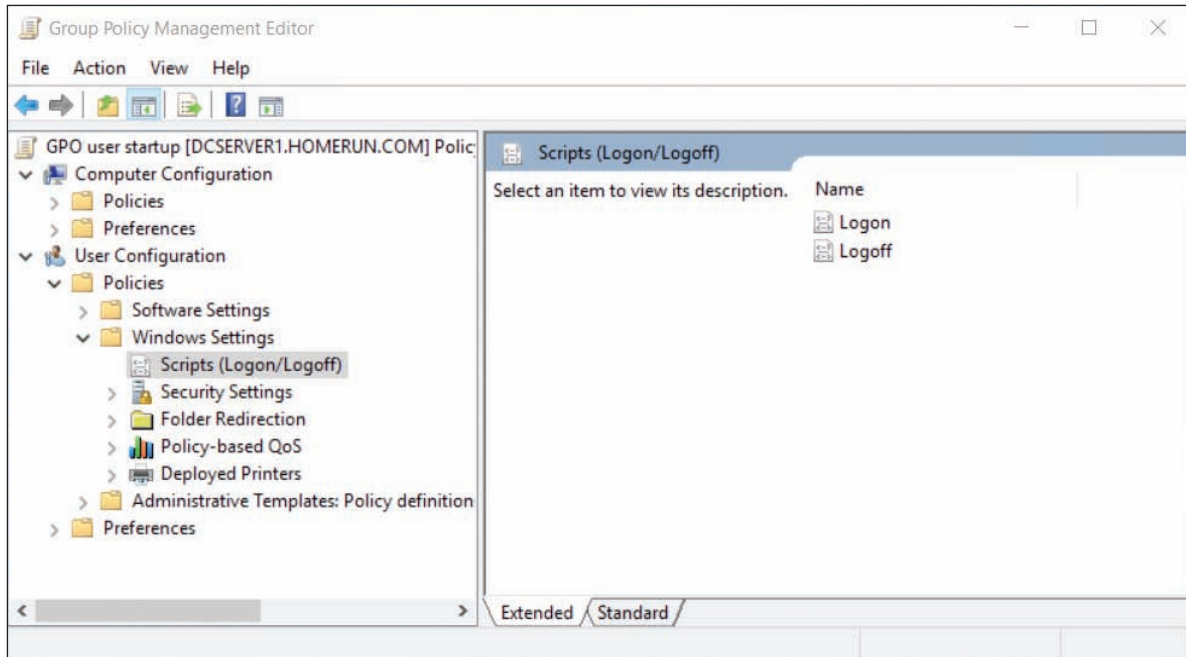 Group Policy Management Editor
File Action View Help
GPO user startup [DCSERVER1.HOMERUN.COM] Polic
Computer Configuration
Policies
Preferences
User Configuration
Policies
Software Settings
Windows Settings
Scripts (Logon/Logoff)
Security Settings
Folder Redirection
Policy-based QoS
Deployed Printers
Administrative Templates: Policy definition
Preferences
Scripts (Logon/Logoff)
Select an item to view its description.
Name
Logon
Logoff
Extended Standard